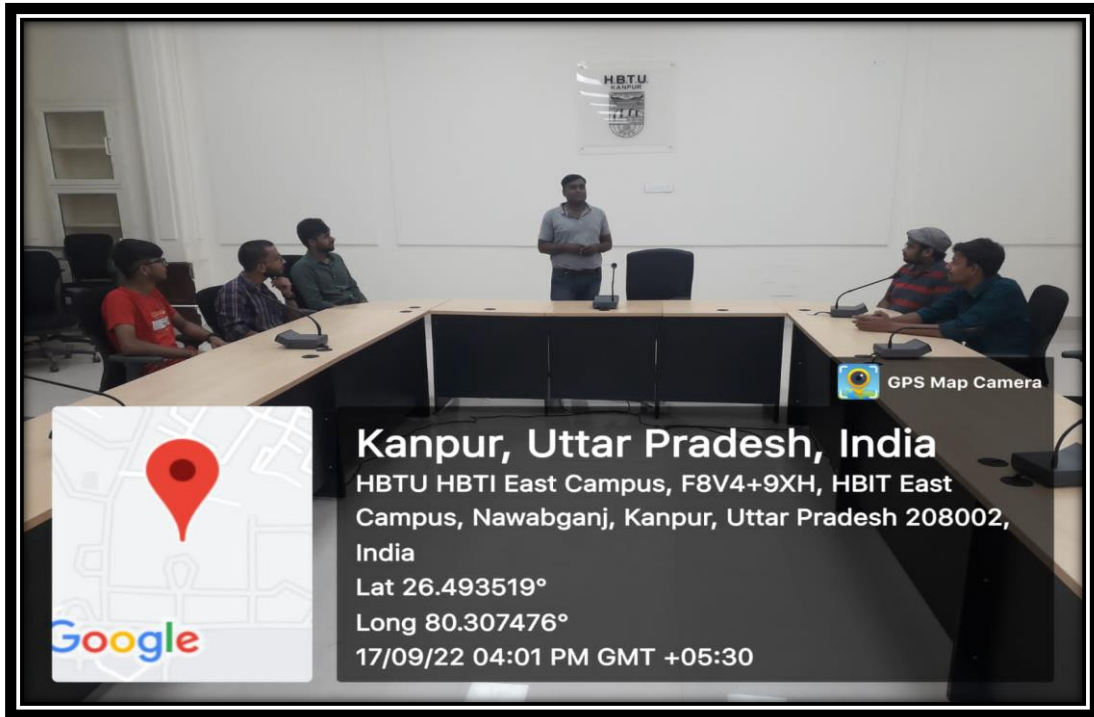 H.B.T.U.
KANPUR
GPS Map Camera
Kanpur, Uttar Pradesh, India
HBTU HBTI East Campus, F8V4+9XH, HBIT East
Campus, Nawabganj, Kanpur, Uttar Pradesh 208002,
India
Lat 26.493519°
Long 80.307476°
17/09/22 04:01 PM GMT +05:30
Google